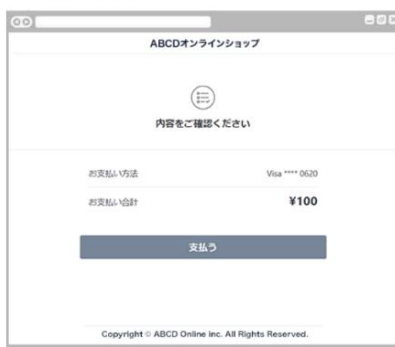 ABCDオンラインショップ
内容をご確認ください
お支払い方法 Visa **** 0620
お支払い合計 ¥100
支払う
Copyright © ABCD Online inc. All Rights Reserved.